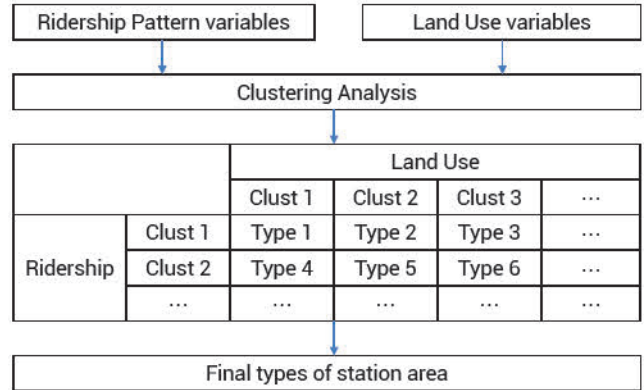 Ridership Pattern variables Land Use variables
Clustering Analysis
Land Use
Clust 1 Clust 2 Clust 3 ...
Clust 1 Type 1 Type 2 Type 3 ...
Ridership Clust 2 Type 4 Type 5 Type 6 ...
... ... ... ... ...
Final types of station area